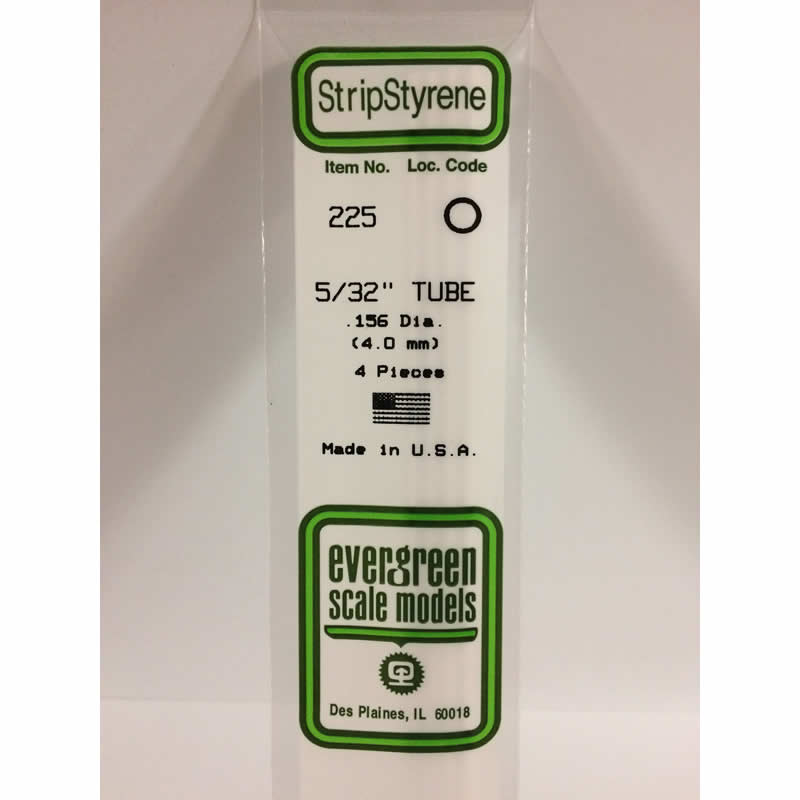 StripStyrene
Item No. Loc. Code
225
5/32" TUBE
.156 Dia.
(4.0 mm)
4 Pieces
Made in U.S.A.
evergreen
scale models
Des Plaines, IL 60018